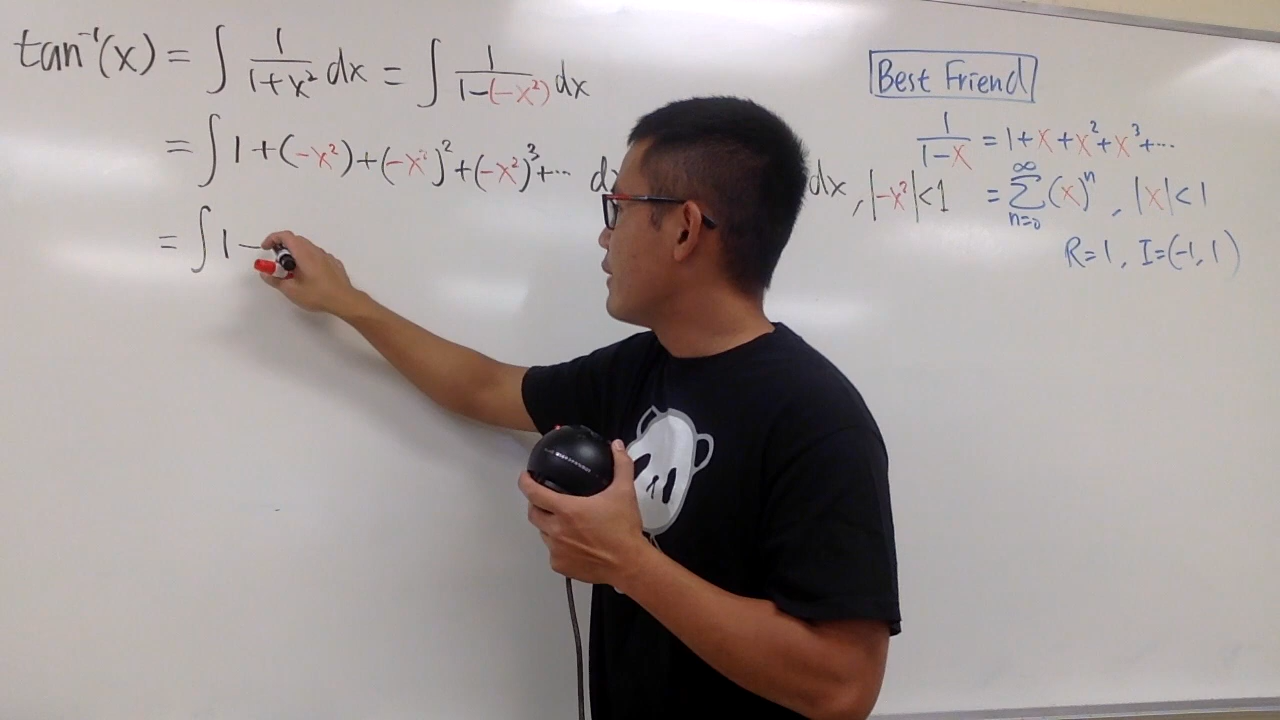 tan⁻¹(x) = ∫ 1/(1+x²) dx = ∫ 1/(1-(-x²)) dx
= ∫ 1+(-x²)+(-x²)²+(-x²)³+... dx dx , |-x²|<1
= ∫ 1 -
Best Friend
1/(1-x) = 1+x+x²+x³+...
= ∑_{n=0}^{∞} (x)ⁿ , |x|<1
R=1, I=(-1, 1)